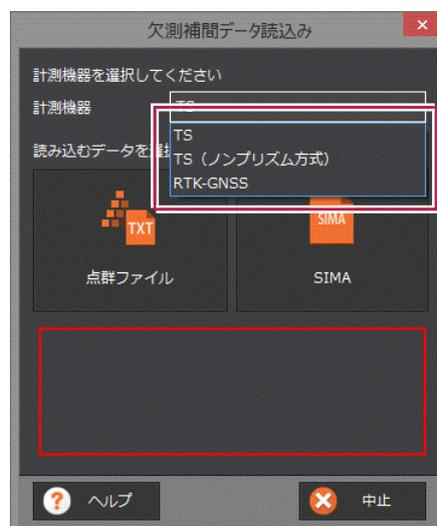 欠測補間データ読込み
計測機器を選択してください
計測機器 TS
TS
TS（ノンプリズム方式）
RTK-GNSS
読み込むデータを選
TXT
SIMA
点群ファイル
SIMA
? ヘルプ
中止